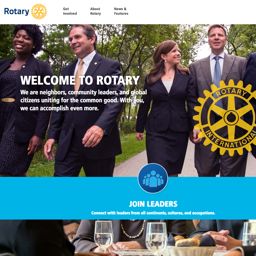 Rotary
Get
Involved
About
Rotary
News &
Features
WELCOME TO ROTARY
We are neighbors, community leaders, and global
citizens uniting for the common good. With you,
we can accomplish even more.
ROTARY
INTERNATIONAL
JOIN LEADERS
Connect with leaders from all continents, cultures, and occupations.